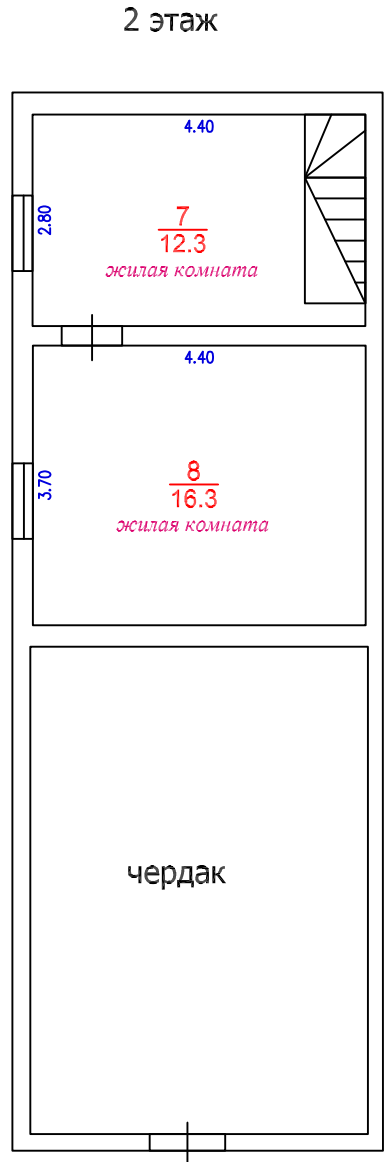 2 этаж
4.40
2.80
7
12.3
жилая комната
4.40
3.70
8
16.3
жилая комната
чердак